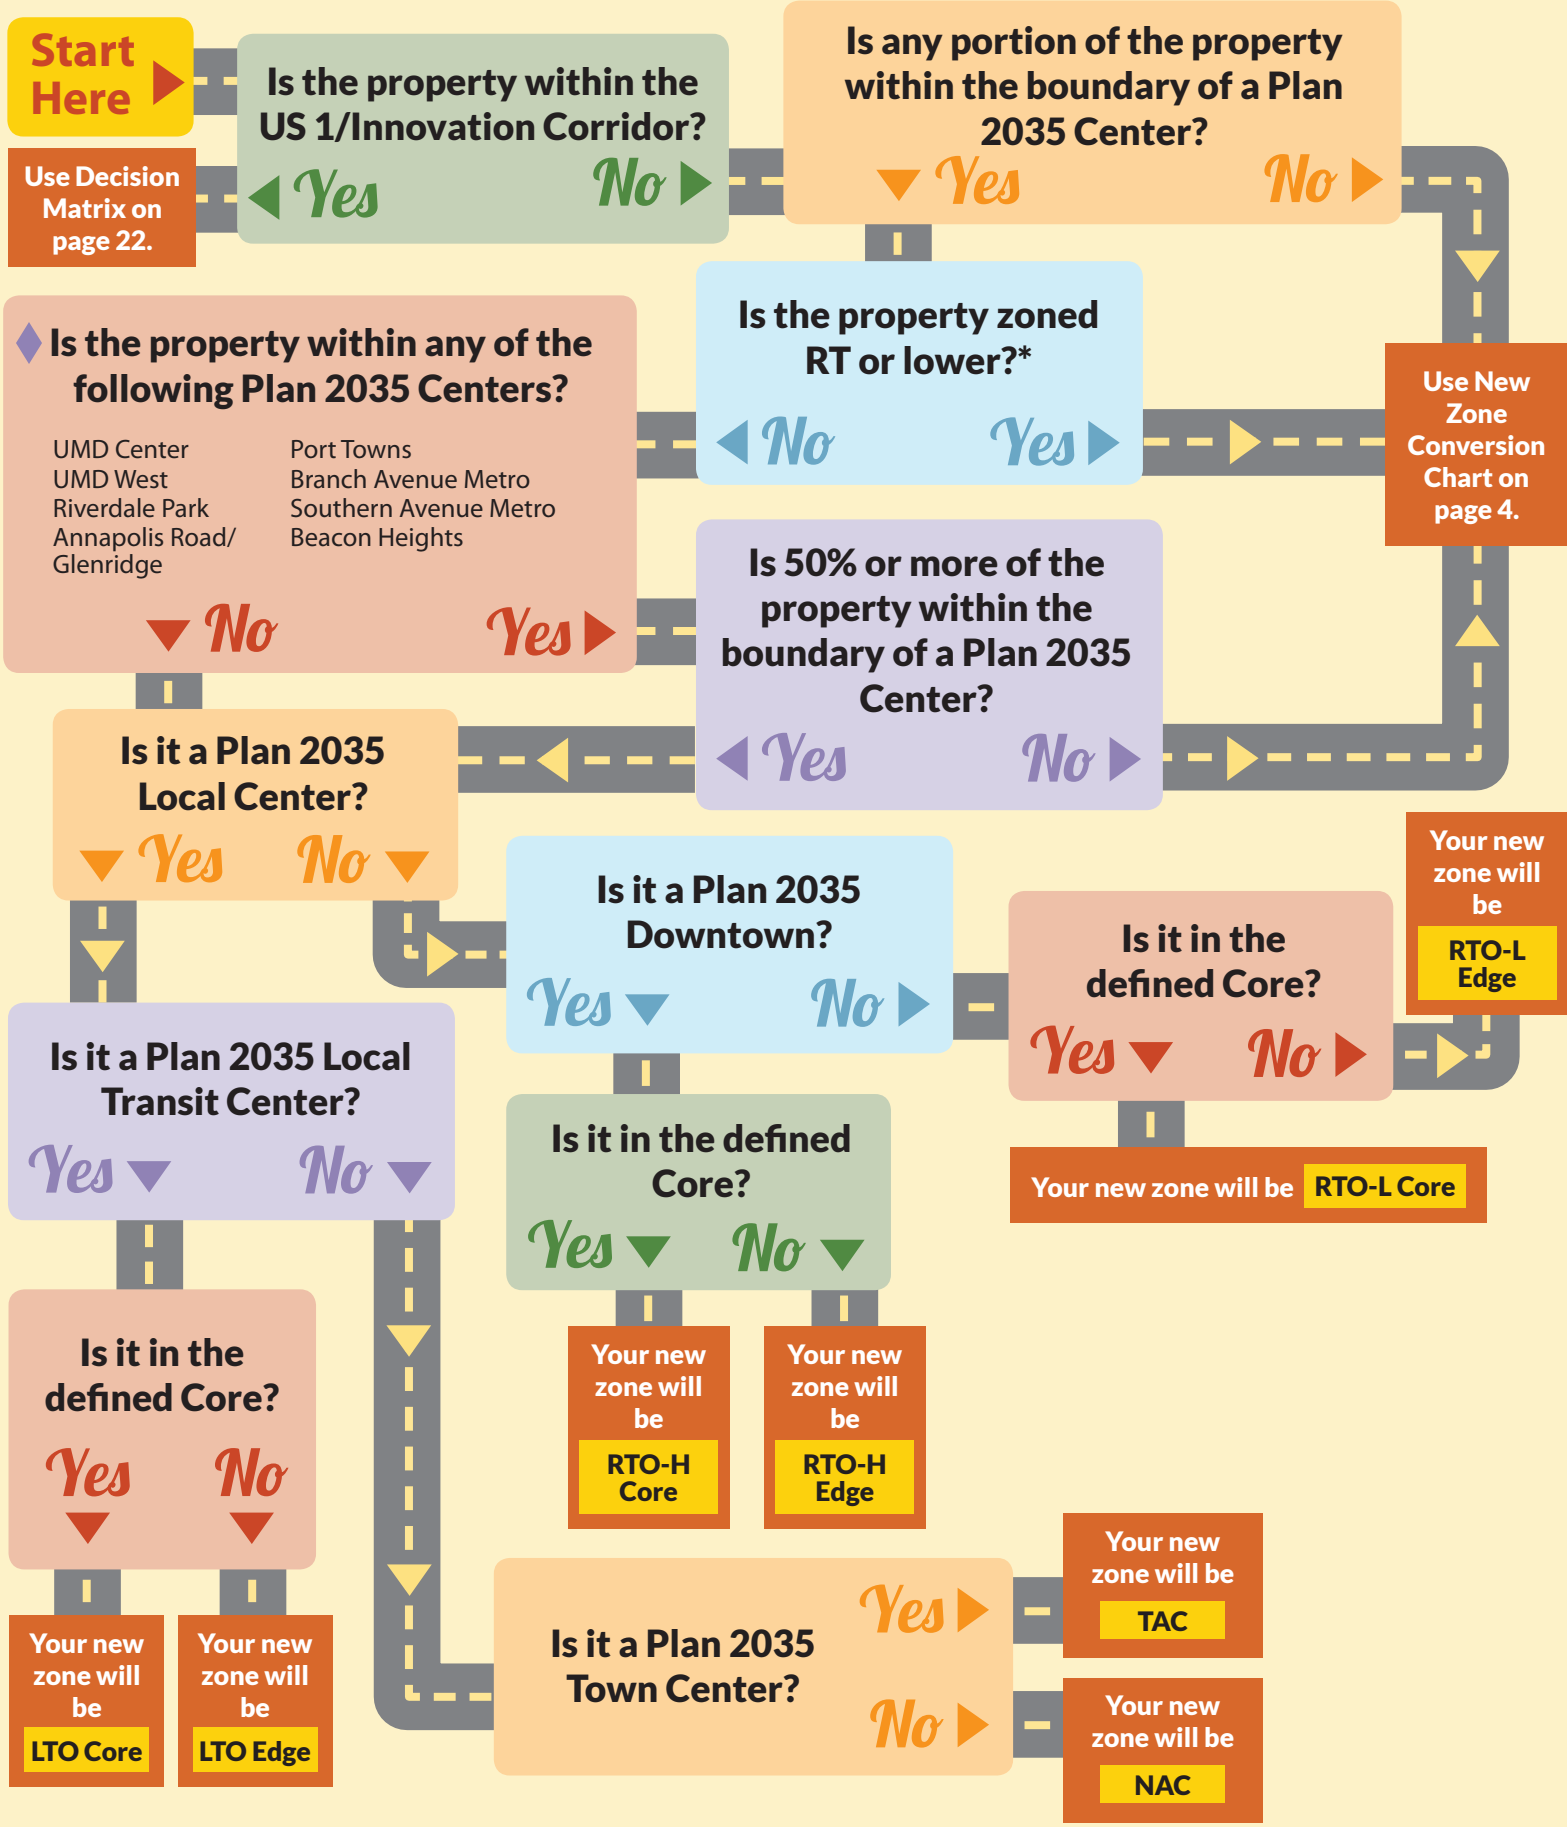 Start
Here
Is the property within the
US 1/Innovation Corridor?
Yes
No
Use Decision
Matrix on
page 22.
Is any portion of the property
within the boundary of a Plan
2035 Center?
Yes
No
Is the property zoned
RT or lower?*
No
Yes
Use New
Zone
Conversion
Chart on
page 4.
Is the property within any of the
following Plan 2035 Centers?
UMD Center
UMD West
Riverdale Park
Annapolis Road/
Glenridge
Port Towns
Branch Avenue Metro
Southern Avenue Metro
Beacon Heights
No
Yes
Is 50% or more of the
property within the
boundary of a Plan 2035
Center?
Yes
No
Is it a Plan 2035
Local Center?
Yes
No
Is it a Plan 2035
Downtown?
Yes
No
Is it in the
defined Core?
Yes
No
Your new
zone will
be
RTO-L
Edge
Your new zone will be RTO-L Core
Is it a Plan 2035 Local
Transit Center?
Yes
No
Is it in the defined
Core?
Yes
No
Your new
zone will
be
RTO-H
Core
Your new
zone will
be
RTO-H
Edge
Is it in the
defined Core?
Yes
No
Your new
zone will
be
LTO Core
Your new
zone will
be
LTO Edge
Is it a Plan 2035
Town Center?
Yes
No
Your new
zone will be
TAC
Your new
zone will be
NAC